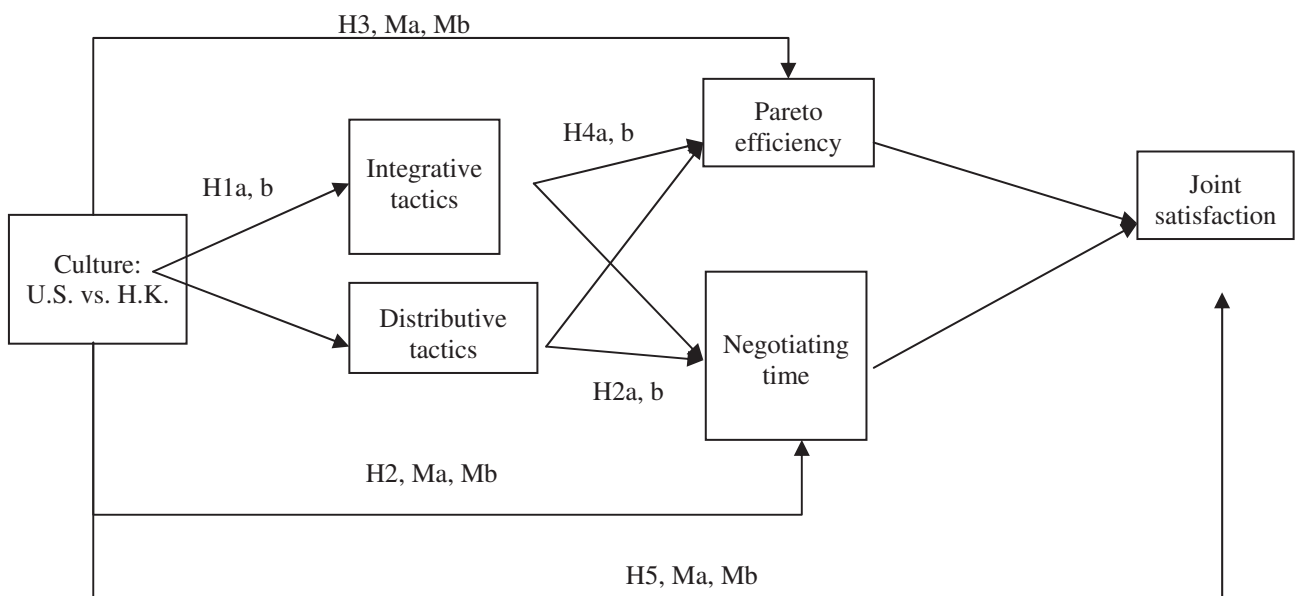 H3, Ma, Mb
Pareto
efficiency
H4a, b
Integrative
tactics
H1a, b
Joint
satisfaction
Culture:
U.S. vs. H.K.
Distributive
tactics
Negotiating
time
H2a, b
H2, Ma, Mb
H5, Ma, Mb